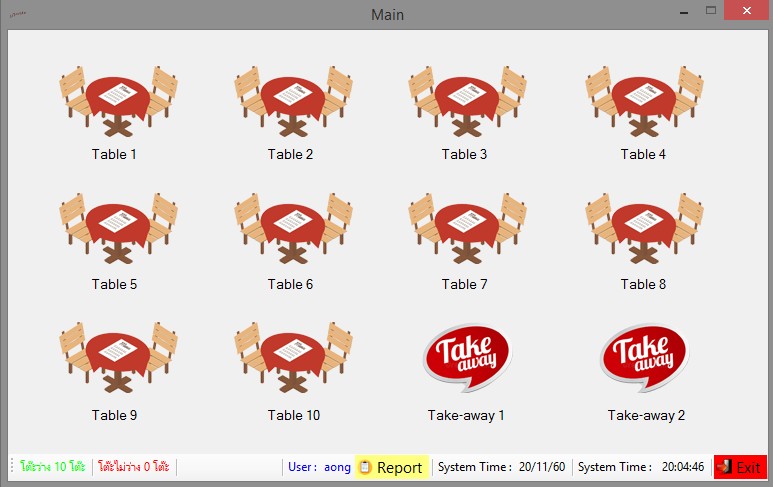 Main
Table 1
Table 2
Table 3
Table 4
Table 5
Table 6
Table 7
Table 8
Table 9
Table 10
Take away
Take-away 1
Take away
Take-away 2
โต๊ะว่าง 10 โต๊ะ
โต๊ะไม่ว่าง 0 โต๊ะ
User : aong
Report
System Time : 20/11/60
System Time : 20:04:46
Exit